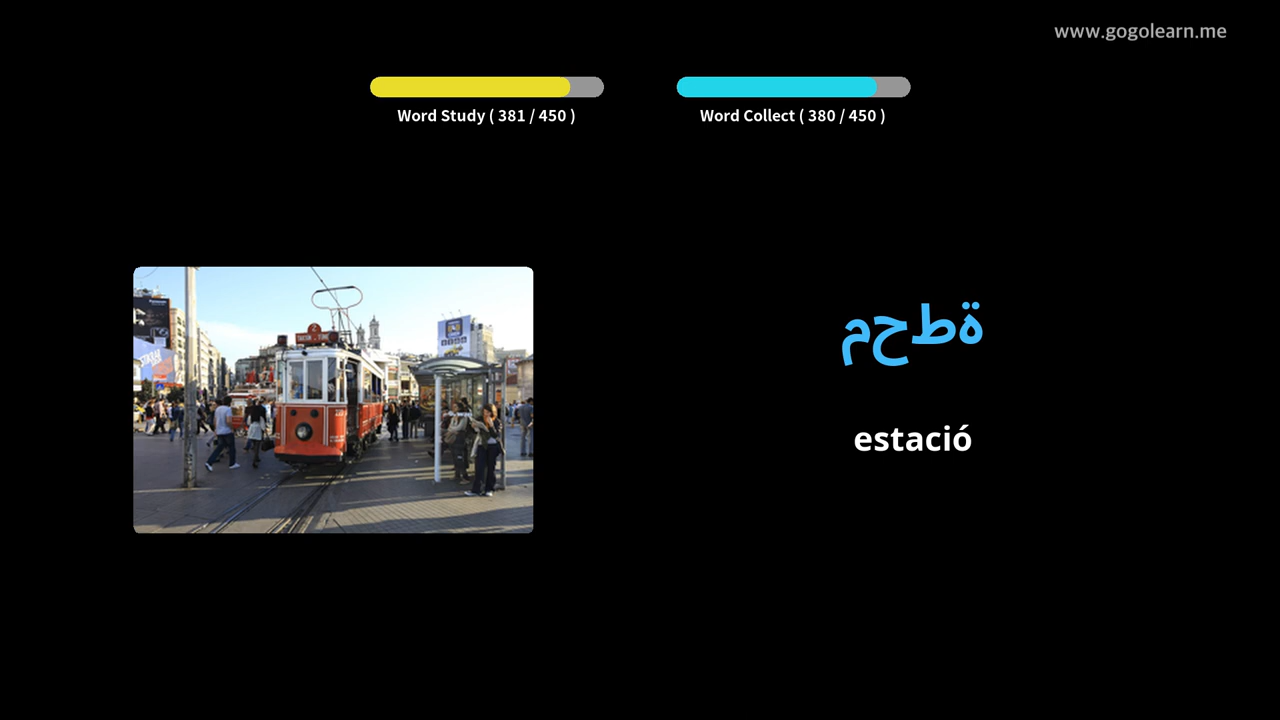 www.gogolearn.me
Word Study ( 381 / 450 )
Word Collect ( 380 / 450 )
محطة
estació